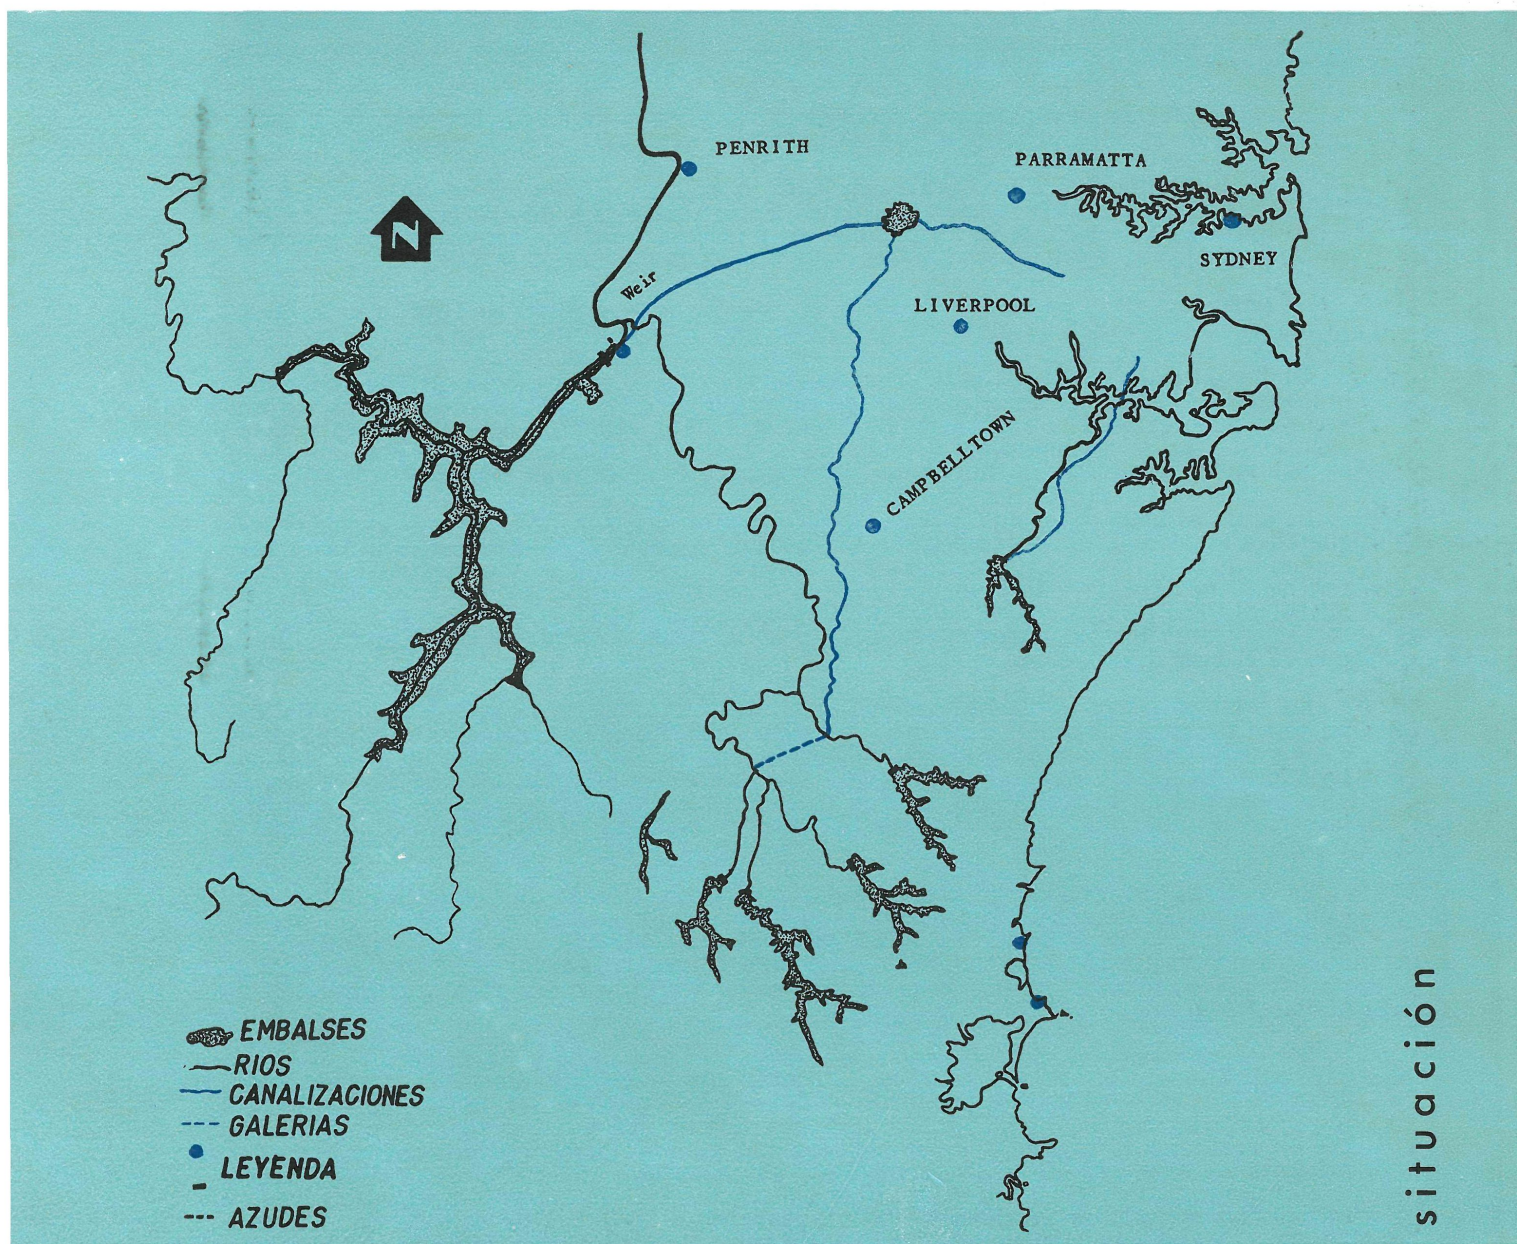 PENRITH
PARRAMATTA
N
SYDNEY
Weir
LIVERPOOL
CAMPBELLTOWN
EMBALSES
RIOS
CANALIZACIONES
GALERIAS
LEYENDA
AZUDES
situación